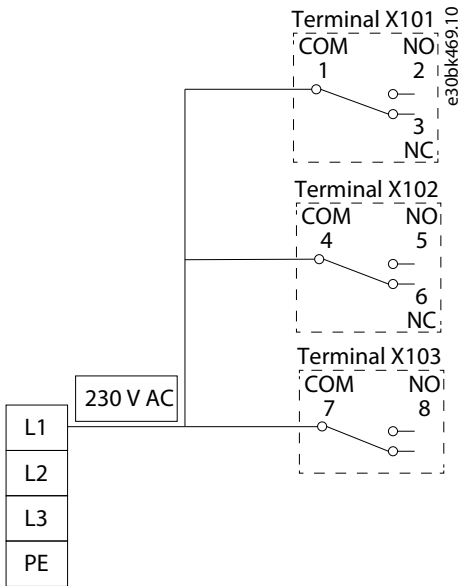 Terminal X101
COM NO
1 2
3
NC
e30bk469.10
Terminal X102
COM NO
4 5
6
NC
Terminal X103
COM NO
7 8
230 V AC
L1
L2
L3
PE